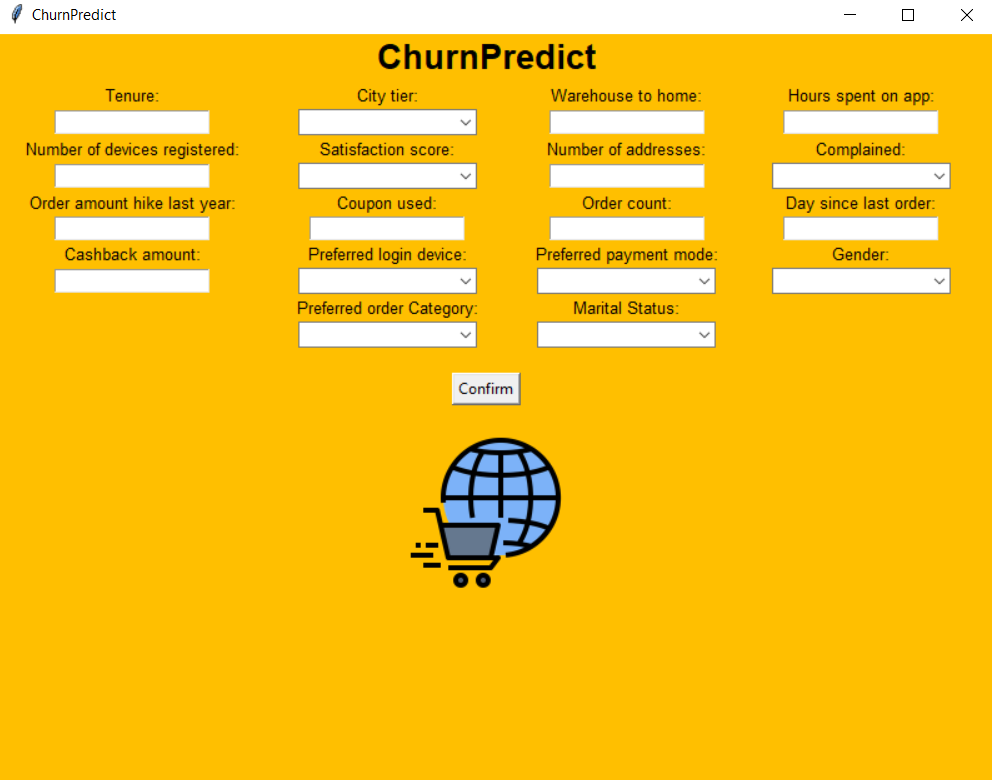 ChurnPredict
ChurnPredict
Tenure: City tier: Warehouse to home: Hours spent on app:
Number of devices registered: Satisfaction score: Number of addresses: Complained:
Order amount hike last year: Coupon used: Order count: Day since last order:
Cashback amount: Preferred login device: Preferred payment mode: Gender:
Preferred order Category: Marital Status:
Confirm